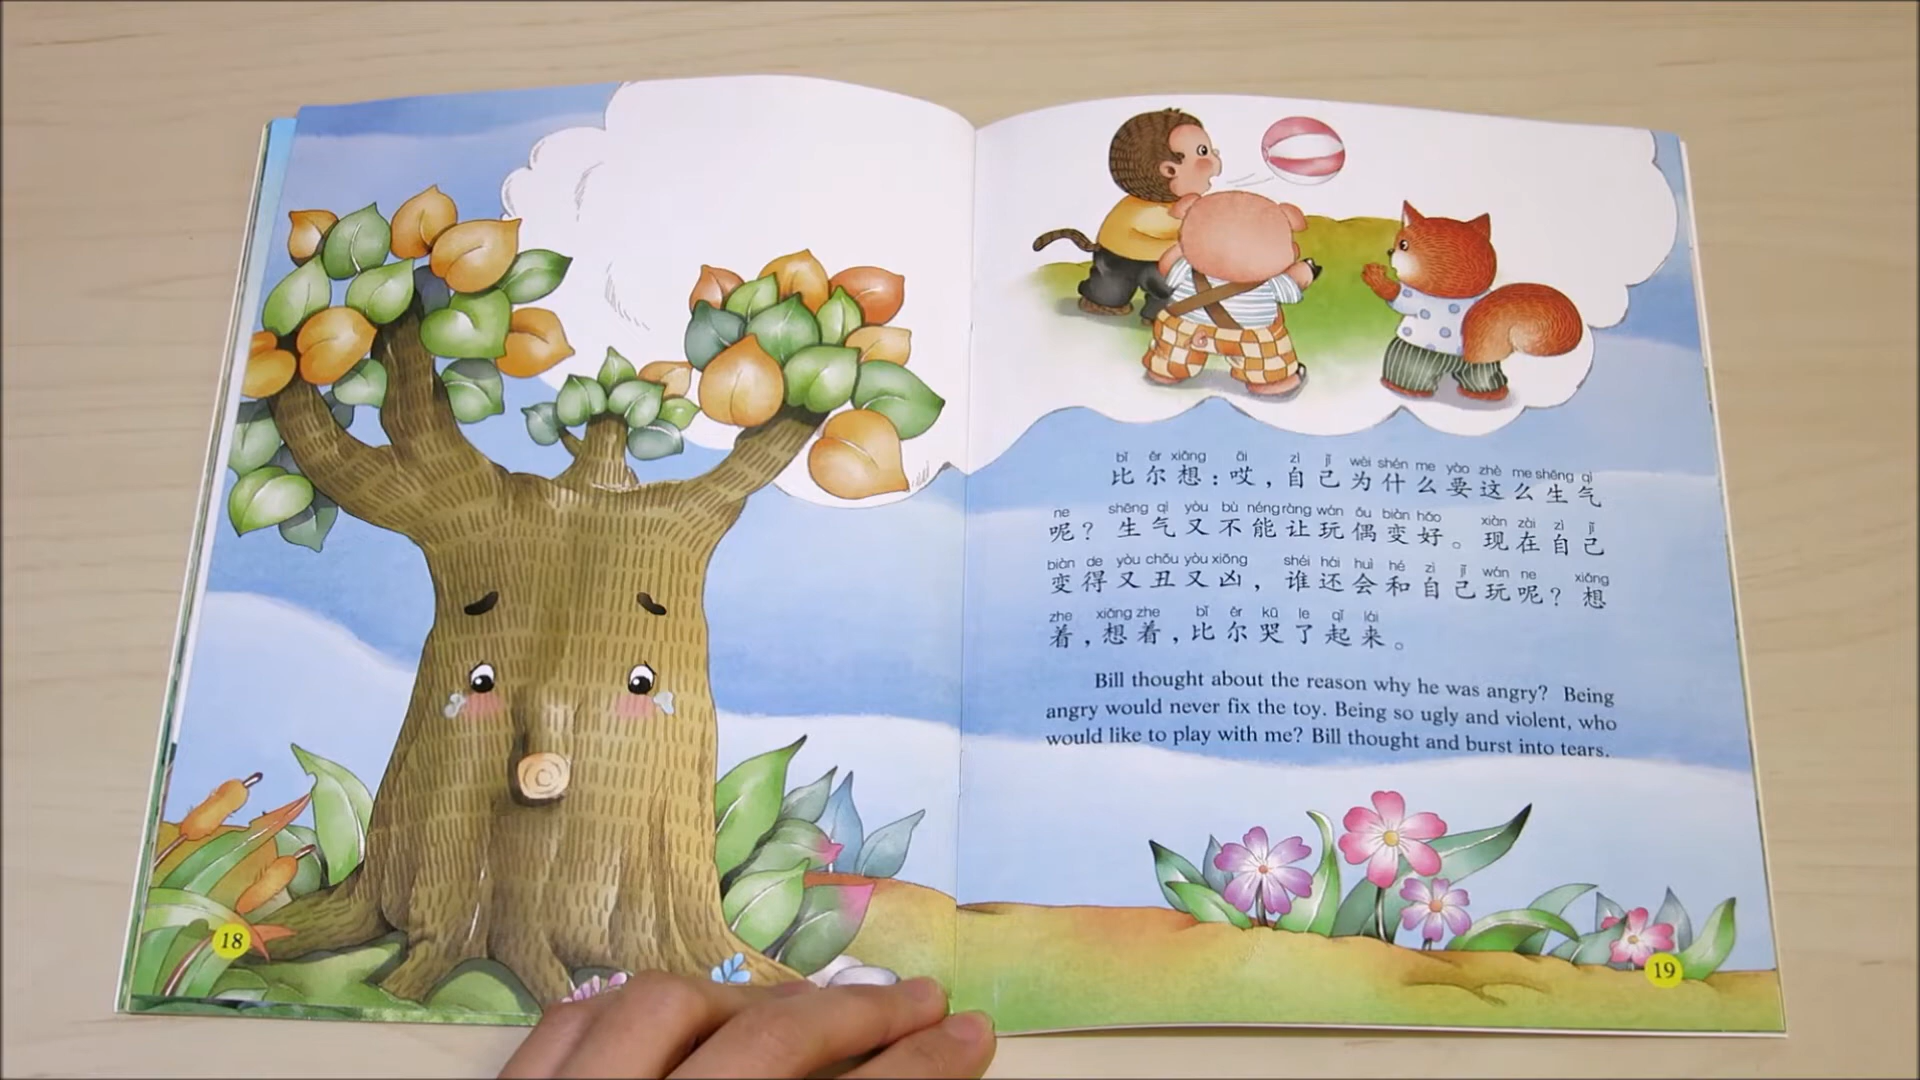 bǐ ěr xiǎng āi zì jǐ wèi shén me yào zhè me shēng qì
比尔想：哎，自己为什么要这么生气
ne shēng qì yòu bù néng ràng wán ǒu biàn hǎo xiàn zài zì jǐ
呢？生气又不能让玩偶变好。现在自己
biàn de yòu chǒu yòu xiōng shéi hái huì hé zì jǐ wán ne xiǎng
变得又丑又凶，谁还会和自己玩呢？想
zhe xiǎng zhe bǐ ěr kū le qǐ lái
着，想着，比尔哭了起来。
Bill thought about the reason why he was angry? Being
angry would never fix the toy. Being so ugly and violent, who
would like to play with me? Bill thought and burst into tears.
18
19